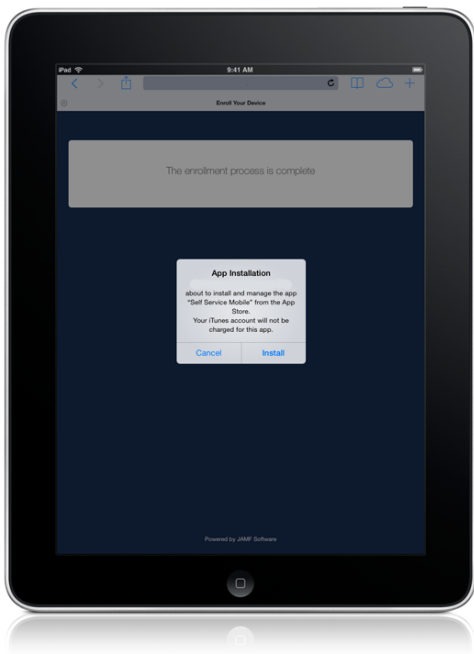 iPad
9:41 AM
Enroll Your Device
The enrollment process is complete
App Installation
about to install and manage the app
“Self Service Mobile” from the App
Store.
Your iTunes account will not be
charged for this app.
Cancel Install
Powered by JAMF Software